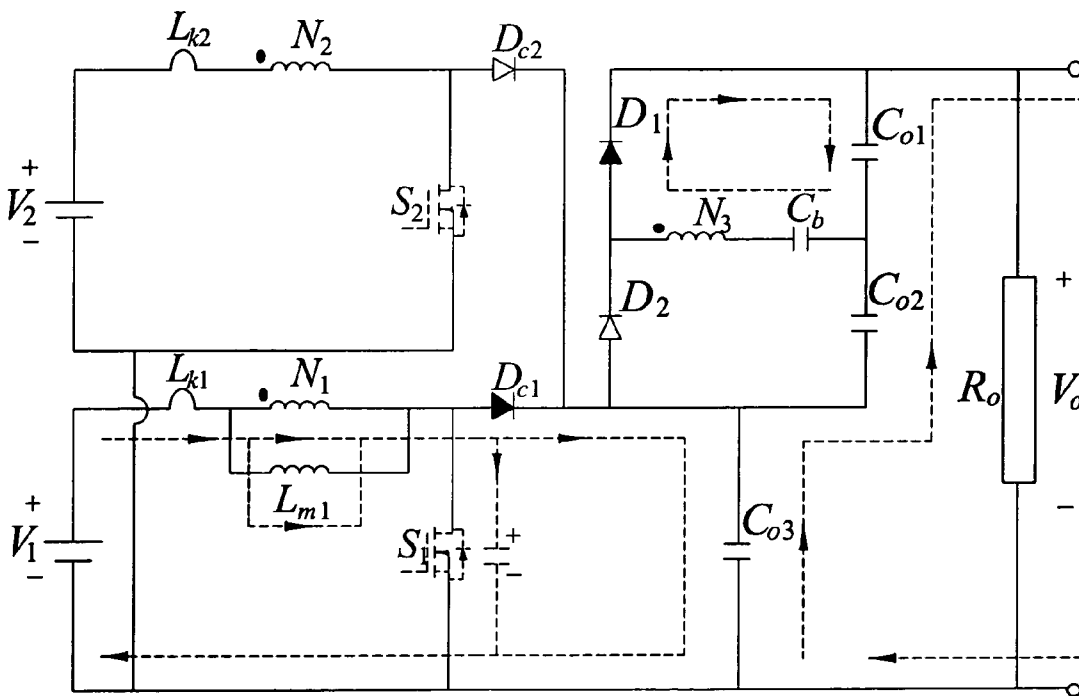 L_{k2}
N_2
D_{c2}
+
V_2
−
S_2
D_1
C_{o1}
N_3
C_b
D_2
C_{o2}
L_{k1}
N_1
D_{c1}
R_o
+
V_o
−
L_{m1}
+
V_1
−
S_1
+
−
C_{o3}